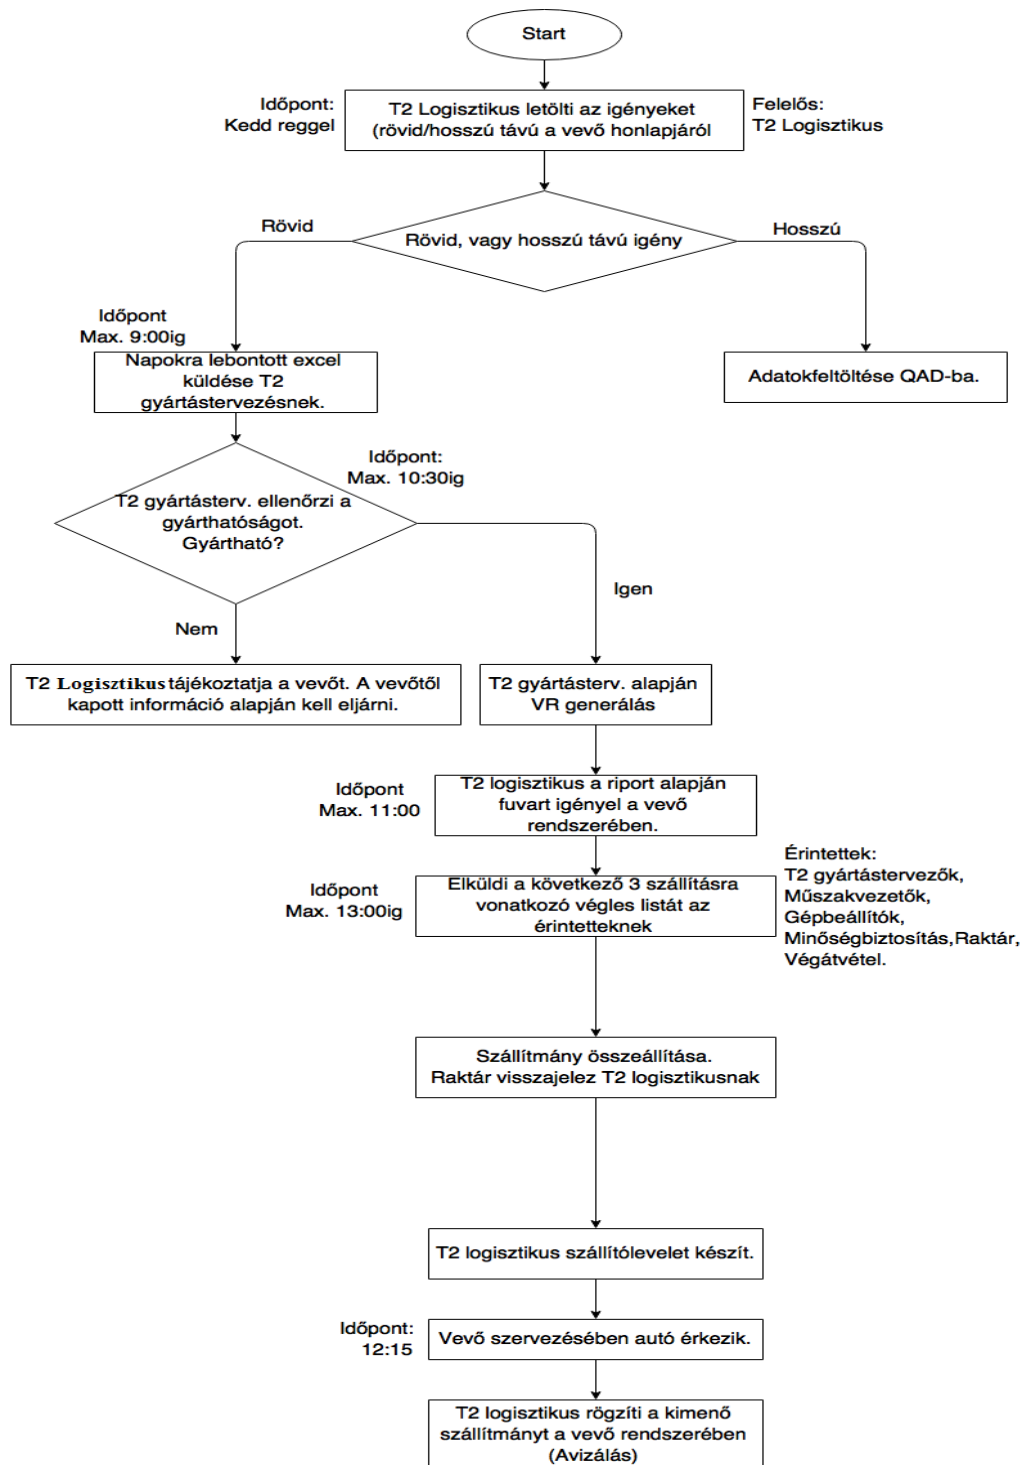 Start
Időpont:
Kedd reggel
T2 Logisztikus letölti az igényeket
(rövid/hosszú távú a vevő honlapjáról
Felelős:
T2 Logisztikus
Rövid
Rövid, vagy hosszú távú igény
Hosszú
Időpont
Max. 9:00ig
Napokra lebontott excel
küldése T2
gyártástervezésnek.
Adatokfeltöltése QAD-ba.
Időpont:
Max. 10:30ig
T2 gyártásterv. ellenőrzi a
gyárthatóságot.
Gyártható?
Igen
Nem
T2 Logisztikus tájékoztatja a vevőt. A vevőtől
kapott információ alapján kell eljárni.
T2 gyártásterv. alapján
VR generálás
Időpont
Max. 11:00
T2 logisztikus a riport alapján
fuvart igényel a vevő
rendszerében.
Időpont
Max. 13:00ig
Elküldi a következő 3 szállításra
vonatkozó végles listát az
érintetteknek
Érintettek:
T2 gyártástervezők,
Műszakvezetők,
Gépbeállítók,
Minőségbiztosítás,Raktár,
Végátvétel.
Szállítmány összeállítása.
Raktár visszajelez T2 logisztikusnak
T2 logisztikus szállítólevelet készít.
Időpont:
12:15
Vevő szervezésében autó érkezik.
T2 logisztikus rögzíti a kimenő
szállítmányt a vevő rendszerében
(Avizálás)